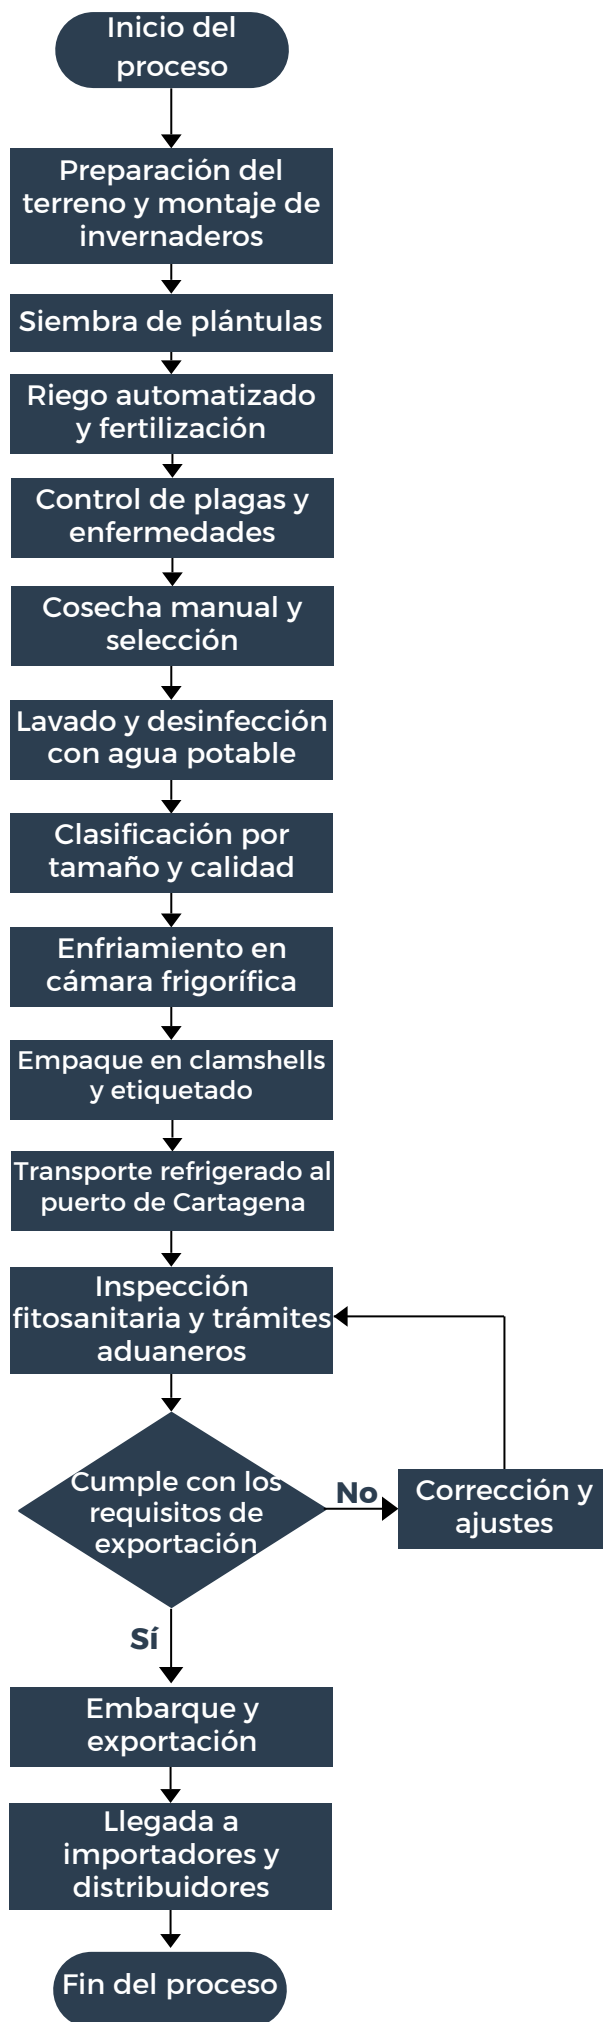 Inicio del
proceso
Preparación del
terreno y montaje de
invernaderos
Siembra de plántulas
Riego automatizado
y fertilización
Control de plagas y
enfermedades
Cosecha manual y
selección
Lavado y desinfección
con agua potable
Clasificación por
tamaño y calidad
Enfriamiento en
cámara frigorífica
Empaque en clamshells
y etiquetado
Transporte refrigerado al
puerto de Cartagena
Inspección
fitosanitaria y trámites
aduaneros
Cumple con los
requisitos de
exportación
No
Corrección y
ajustes
Sí
Embarque y
exportación
Llegada a
importadores y
distribuidores
Fin del proceso